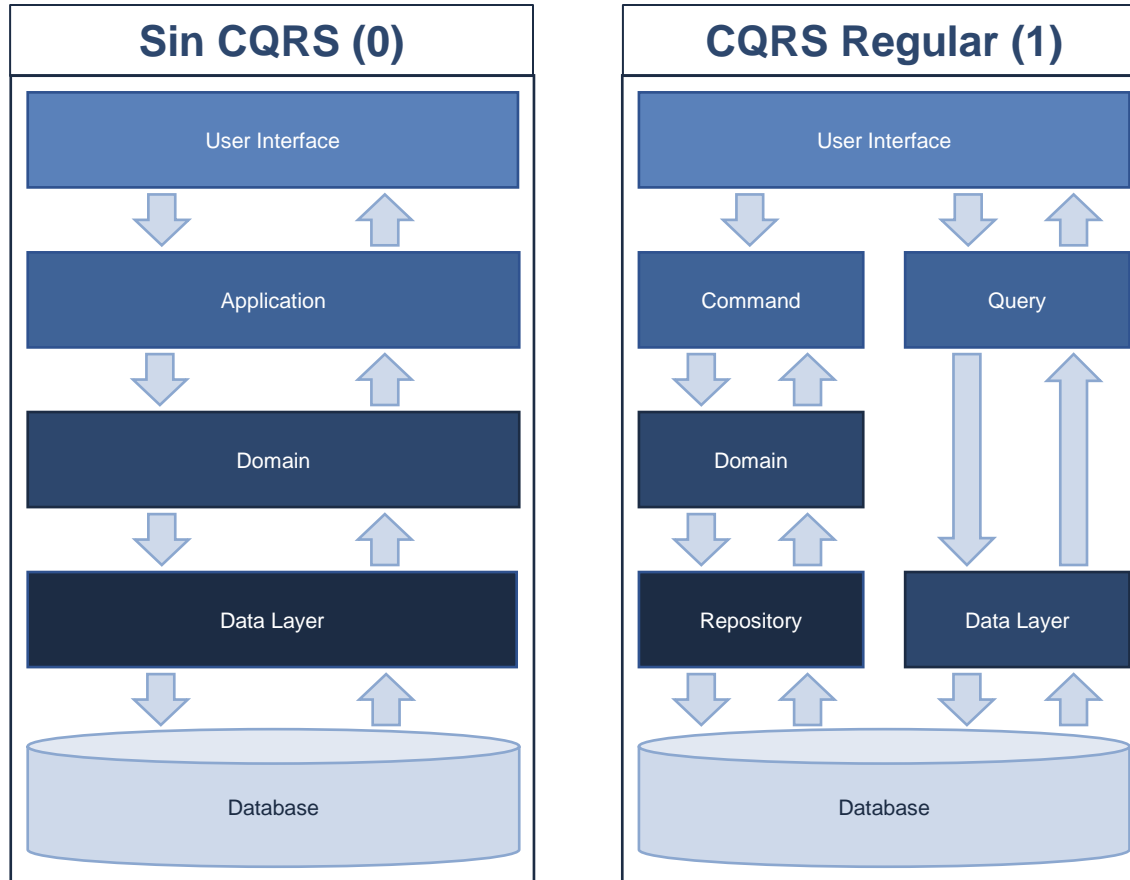 Sin CQRS (0)
User Interface
Application
Domain
Data Layer
Database
CQRS Regular (1)
User Interface
Command
Query
Domain
Repository
Data Layer
Database